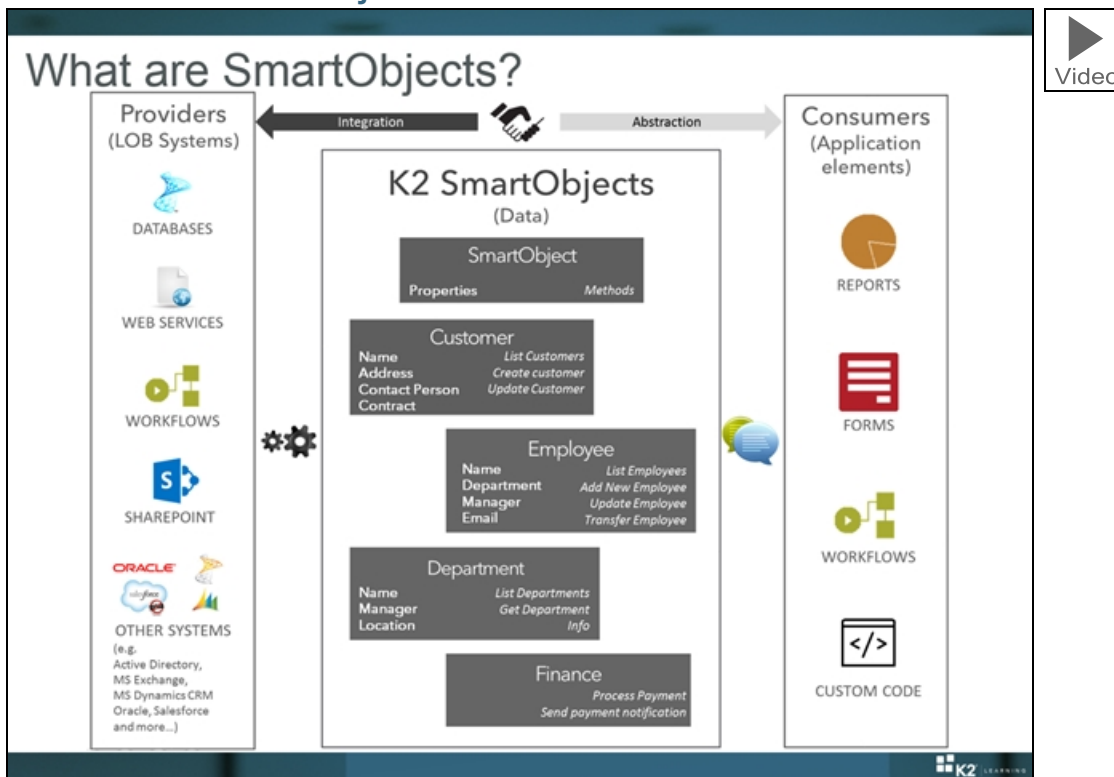 What are SmartObjects?
Video
Providers
(LOB Systems)
Integration
Abstraction
Consumers
(Application
elements)
DATABASES
WEB SERVICES
WORKFLOWS
S
SHAREPOINT
ORACLE
salesforce
OTHER SYSTEMS
(e.g.
Active Directory,
MS Exchange,
MS Dynamics CRM
Oracle, Salesforce
and more...)
K2 SmartObjects
(Data)
SmartObject
Properties Methods
Customer
Name List Customers
Address Create customer
Contact Person Update Customer
Contract
Employee
Name List Employees
Department Add New Employee
Manager Update Employee
Email Transfer Employee
Department
Name List Departments
Manager Get Department
Location Info
Finance
Process Payment
Send payment notification
REPORTS
FORMS
WORKFLOWS
</>
CUSTOM CODE
K2 LEARNING